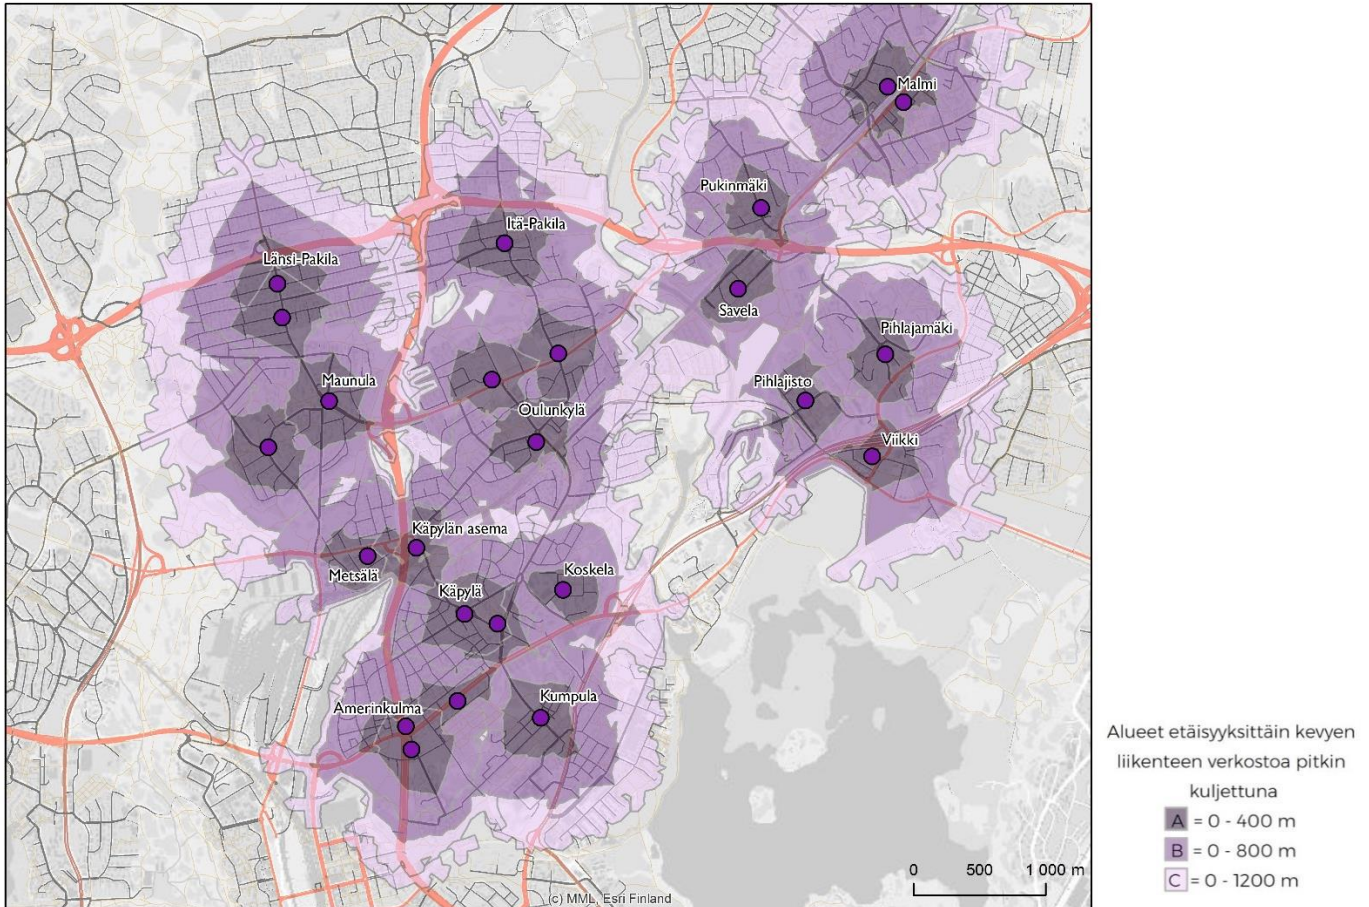 Malmi
Pukinmäki
Itä-Pakila
Länsi-Pakila
Savela
Pihlajamäki
Maunula
Pihlajisto
Oulunkylä
Viikki
Käpylän asema
Metsälä
Koskela
Käpylä
Kumpula
Amerinkulma
Alueet etäisyyksittäin kevyen
liikenteen verkostoa pitkin
kuljettuna
A = 0 - 400 m
B = 0 - 800 m
C = 0 - 1200 m
0 500 1 000 m
(c) MML, Esri Finland